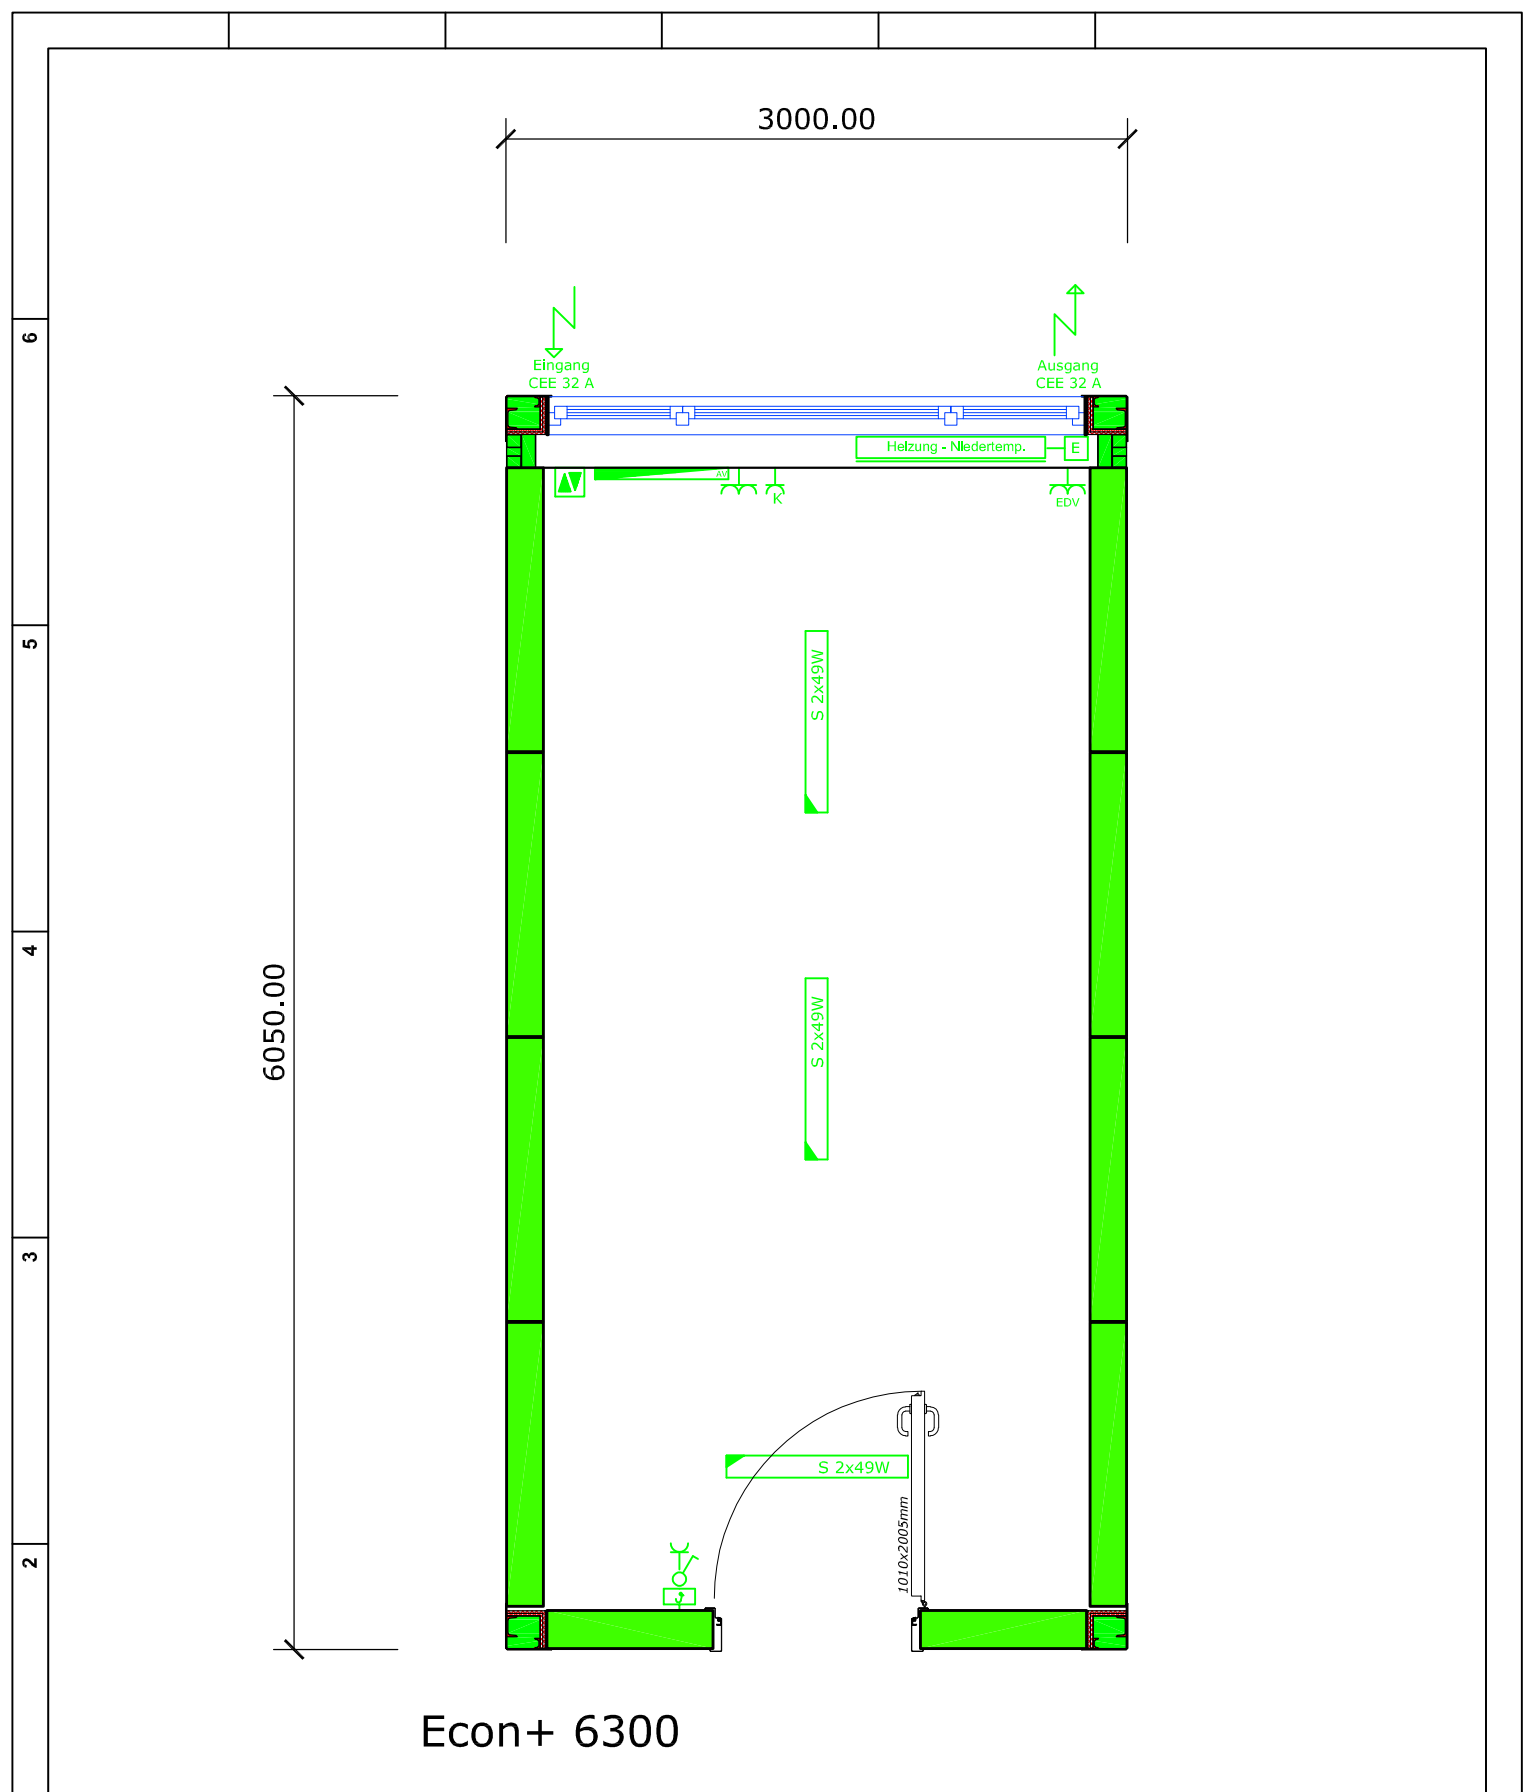 3000.00
6
Eingang
CEE 32 A
Ausgang
CEE 32 A
Heizung - Niedertemp.
E
AV
K
EDV
5
S 2x49W
4
6050.00
S 2x49W
3
S 2x49W
1010x2005mm
2
Econ+ 6300